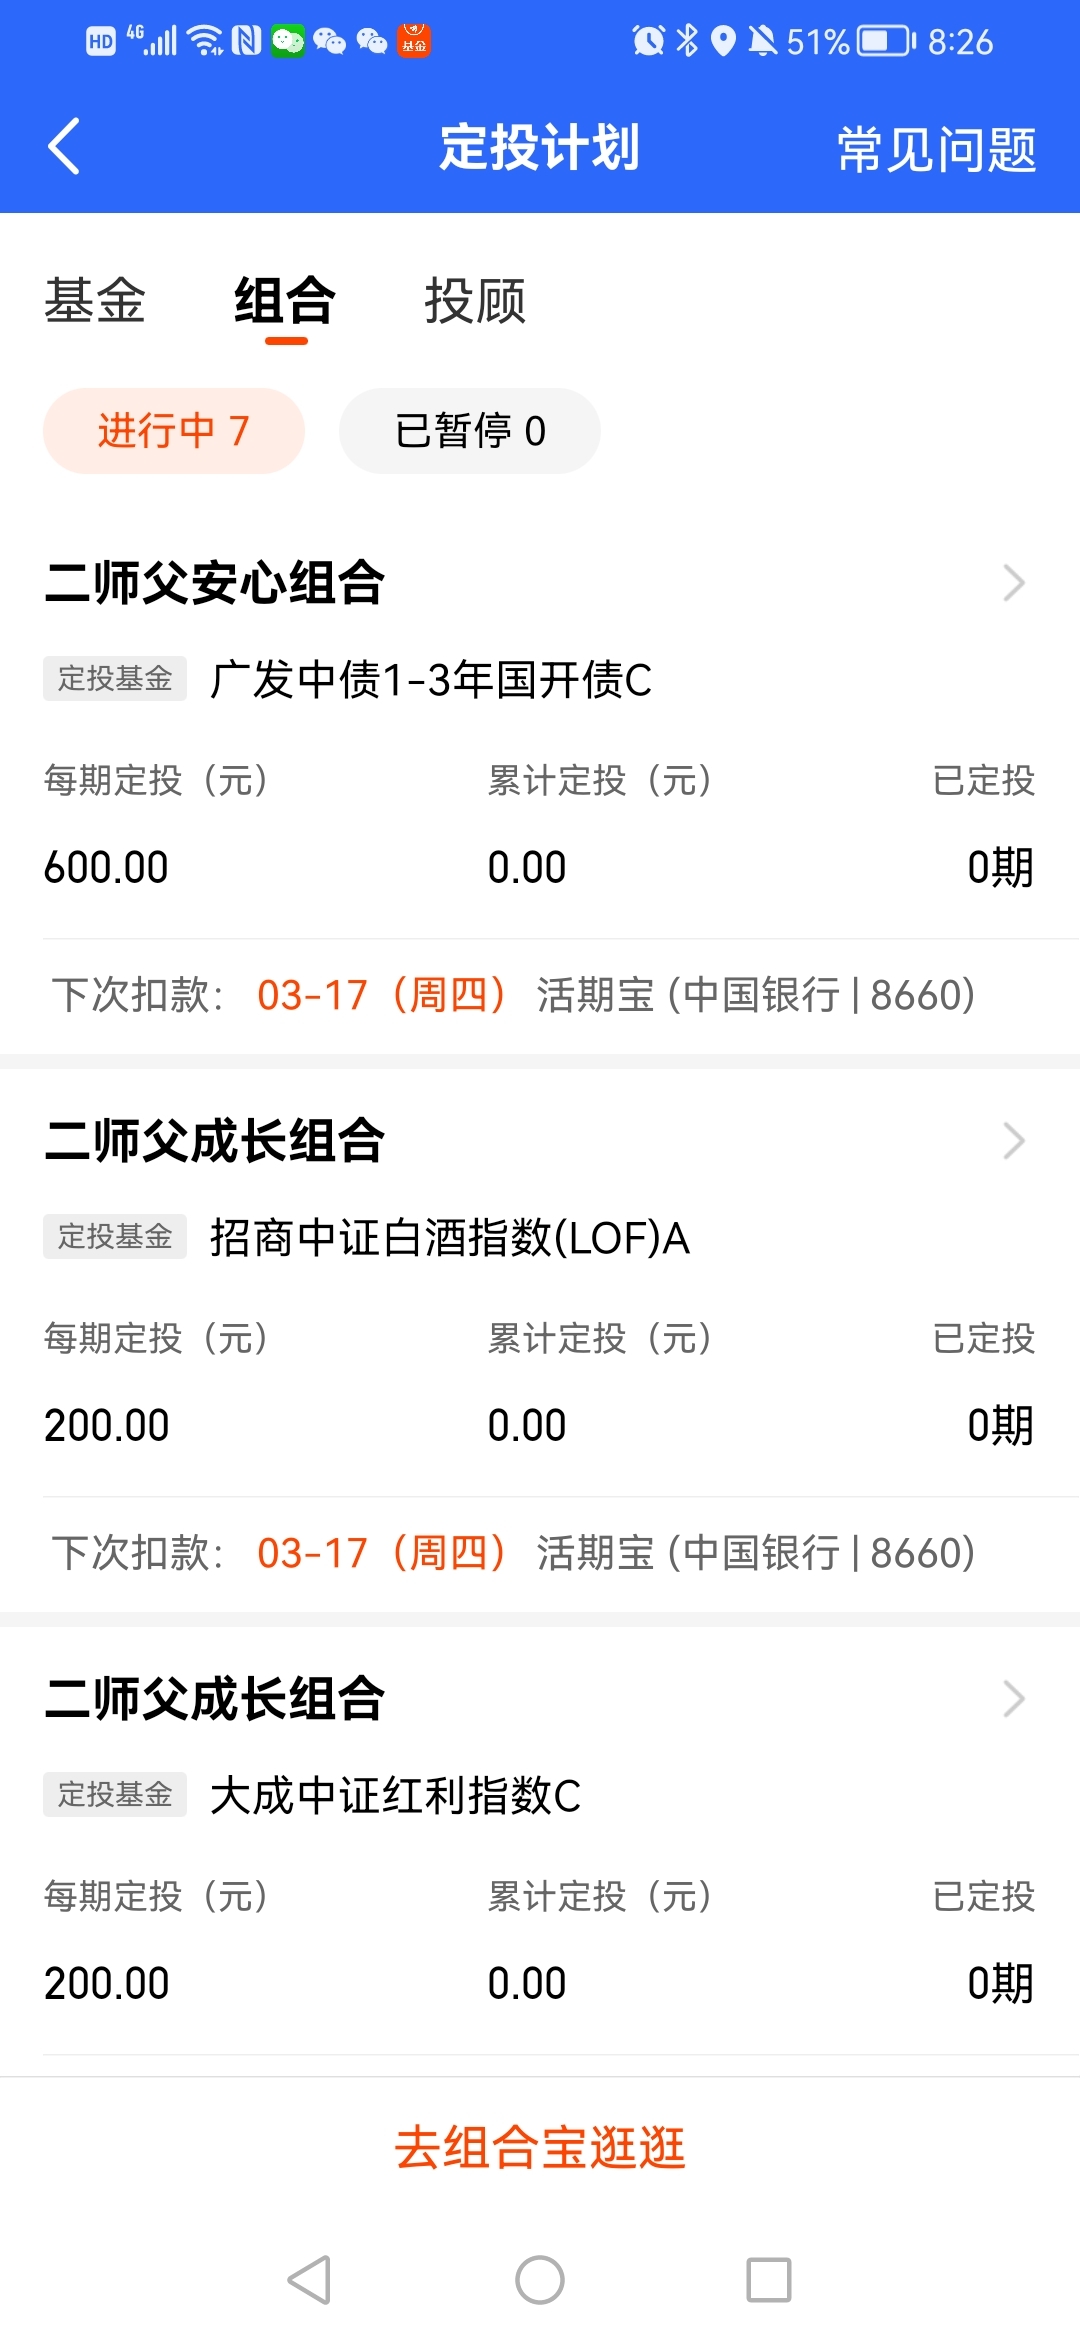 HD 4G 基金 51% 8:26
定投计划 常见问题
基金 组合 投顾
进行中 7 已暂停 0
二师父安心组合
定投基金 广发中债1-3年国开债C
每期定投（元） 累计定投（元） 已定投
600.00 0.00 0期
下次扣款： 03-17（周四） 活期宝 (中国银行 | 8660)
二师父成长组合
定投基金 招商中证白酒指数(LOF)A
每期定投（元） 累计定投（元） 已定投
200.00 0.00 0期
下次扣款： 03-17（周四） 活期宝 (中国银行 | 8660)
二师父成长组合
定投基金 大成中证红利指数C
每期定投（元） 累计定投（元） 已定投
200.00 0.00 0期
去组合宝逛逛